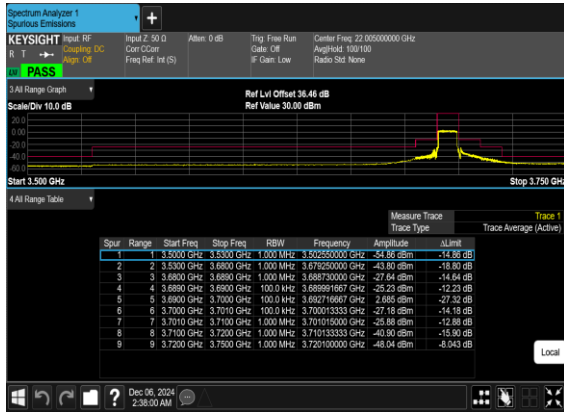 Spectrum Analyzer 1
Spurious Emissions
+
KEYSIGHT Input: RF Input Z: 50 Ω Atten: 0 dB Trig: Free Run Center Freq: 22.005000000 GHz
R T Coupling: DC Corr CCorr Gate: Off Avg|Hold: 100/100
Align: Off Freq Ref: Int (S) IF Gain: Low Radio Std: None
PASS
3 All Range Graph Ref Lvl Offset 36.46 dB
Scale/Div 10.0 dB Ref Value 30.00 dBm
20.0
0.00
-20.0
-40.0
-60.0
Start 3.500 GHz Stop 3.750 GHz
4 All Range Table
Measure Trace Trace 1
Trace Type Trace Average (Active)
Spur Range Start Freq Stop Freq RBW Frequency Amplitude ΔLimit
1 1 3.5000 GHz 3.5300 GHz 1.000 MHz 3.502550000 GHz -54.86 dBm -14.86 dB
2 2 3.5300 GHz 3.6800 GHz 1.000 MHz 3.679250000 GHz -43.80 dBm -18.80 dB
3 3 3.6800 GHz 3.6890 GHz 1.000 MHz 3.688730000 GHz -27.64 dBm -14.64 dB
4 4 3.6890 GHz 3.6900 GHz 100.0 kHz 3.689991667 GHz -25.23 dBm -12.23 dB
5 5 3.6900 GHz 3.7000 GHz 100.0 kHz 3.692716667 GHz 2.685 dBm -27.32 dB
6 6 3.7000 GHz 3.7010 GHz 100.0 kHz 3.700013333 GHz -27.18 dBm -14.18 dB
7 7 3.7010 GHz 3.7100 GHz 1.000 MHz 3.701015000 GHz -25.88 dBm -12.88 dB
8 8 3.7100 GHz 3.7200 GHz 1.000 MHz 3.710133333 GHz -40.90 dBm -15.90 dB
9 9 3.7200 GHz 3.7500 GHz 1.000 MHz 3.720100000 GHz -48.04 dBm -8.043 dB
Local
? Dec 06, 2024
2:38:00 AM